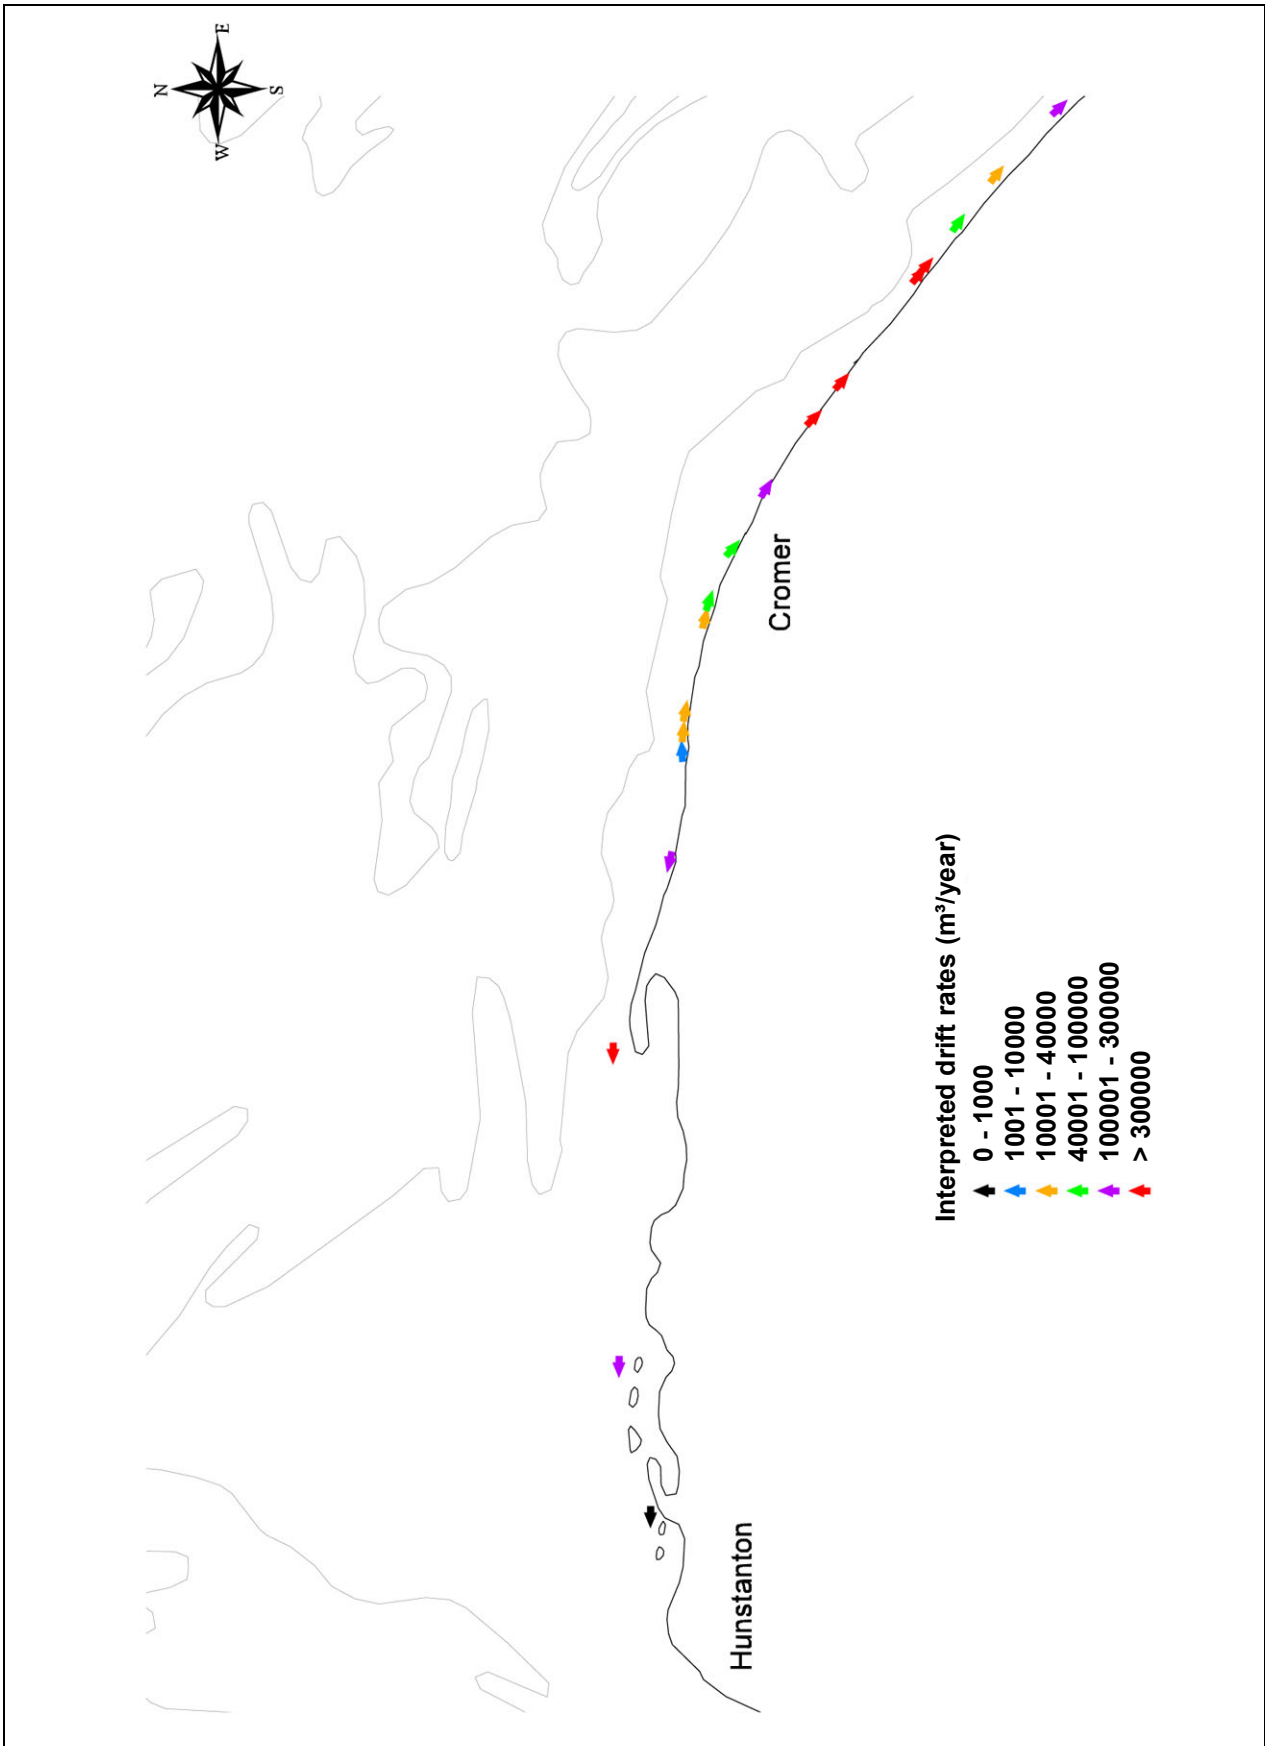 N
E
S
W
Cromer
Hunstanton
Interpreted drift rates (m³/year)
0 - 1000
1001 - 10000
10001 - 40000
40001 - 100000
100001 - 300000
> 300000